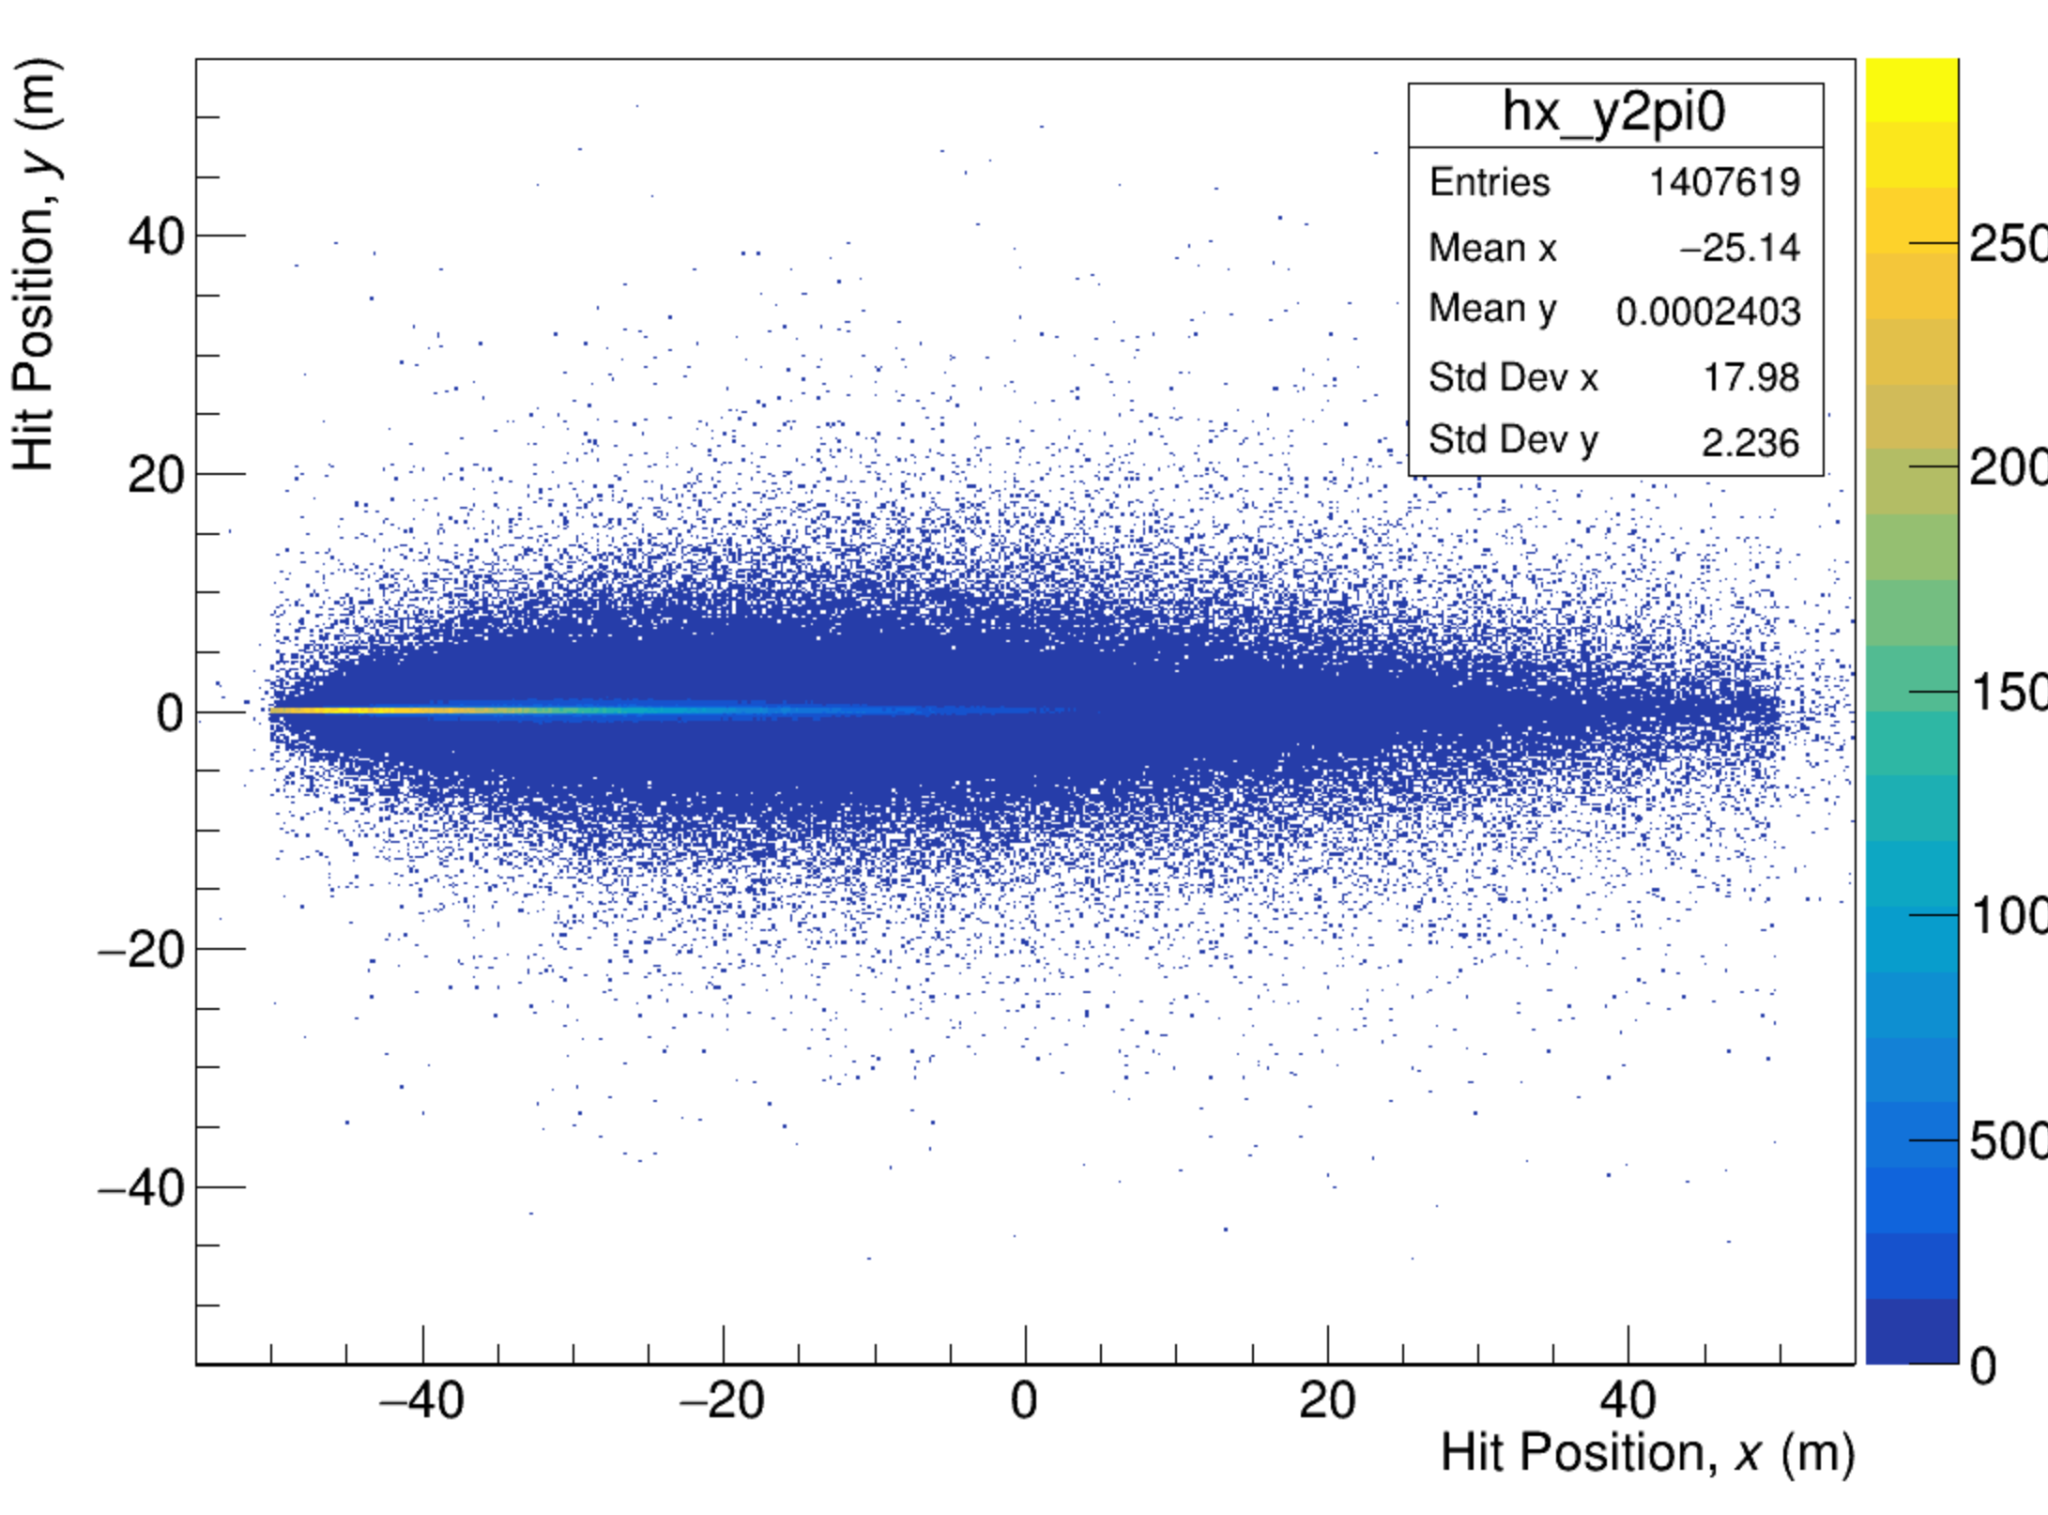 Hit Position, y (m)
hx_y2pi0
Entries 1407619
Mean x −25.14
Mean y 0.0002403
Std Dev x 17.98
Std Dev y 2.236
40
20
0
−20
−40
−40 −20 0 20 40
Hit Position, x (m)
250
200
150
100
500
0